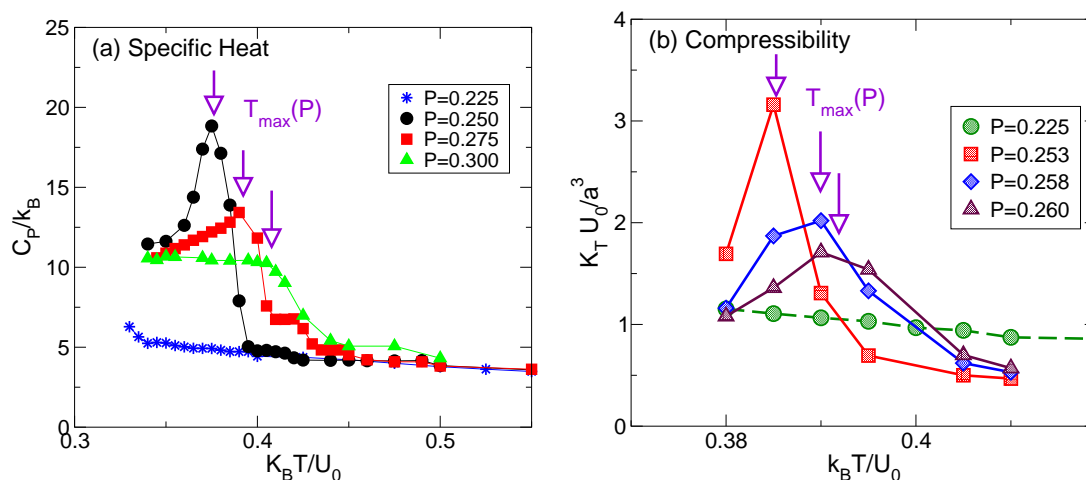 (a) Specific Heat
T_max(P)
P=0.225
P=0.250
P=0.275
P=0.300
C_P/k_B
0
5
10
15
20
25
0.3
0.4
0.5
K_BT/U_0
(b) Compressibility
T_max(P)
P=0.225
P=0.253
P=0.258
P=0.260
K_T U_0/a^3
0
1
2
3
4
0.38
0.4
k_BT/U_0